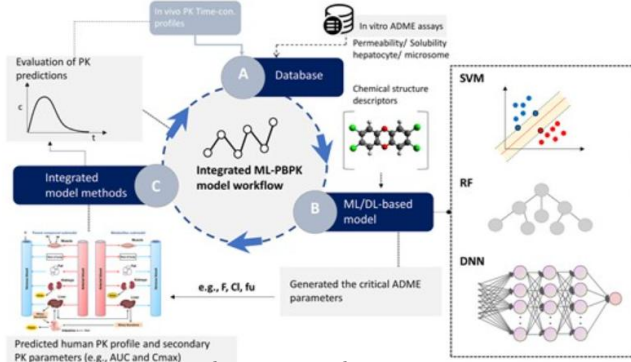 In vivo PK Time-con.
profiles
In vitro ADME assays
Permeability/ Solubility
hepatocyte/ microsome
Evaluation of PK
predictions
c
t
A
Database
Chemical structure
descriptors
SVM
Integrated ML-PBPK
model workflow
Integrated
model methods
C
B
ML/DL-based
model
RF
DNN
e.g., F, Cl, fu
Generated the critical ADME
parameters
Predicted human PK profile and secondary
PK parameters (e.g., AUC and Cmax)